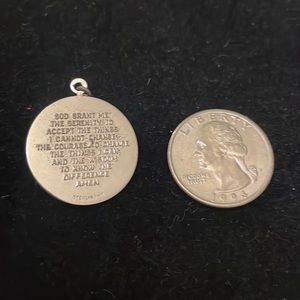 GOD GRANT ME
THE SERENITY TO
ACCEPT THE THINGS
I CANNOT CHANGE
THE COURAGE TO CHANGE
THE THINGS I CAN
AND THE WISDOM
TO KNOW THE
DIFFERENCE
AMEN
STERLING
LIBERTY
IN GOD WE
TRUST